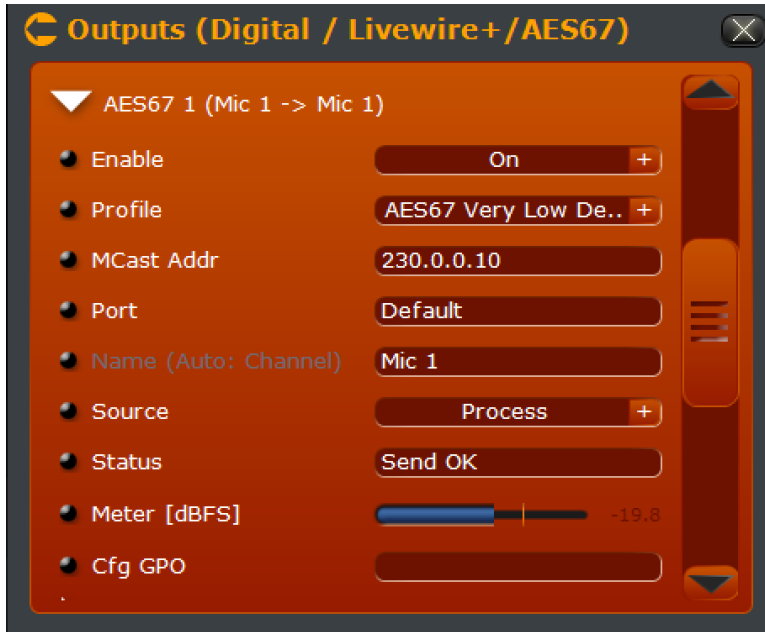 Outputs (Digital / Livewire+/AES67)
AES67 1 (Mic 1 -> Mic 1)
Enable On +
Profile AES67 Very Low De.. +
MCast Addr 230.0.0.10
Port Default
Name (Auto: Channel) Mic 1
Source Process +
Status Send OK
Meter [dBFS] -19.8
Cfg GPO